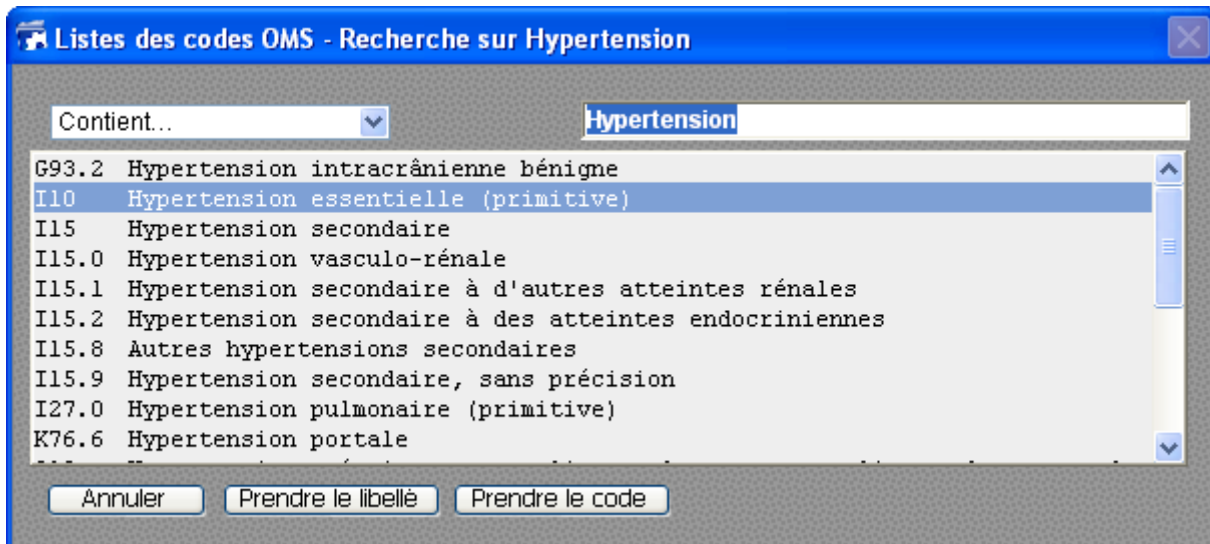 Listes des codes OMS - Recherche sur Hypertension
Contient...
Hypertension
G93.2 Hypertension intracrânienne bénigne
I10 Hypertension essentielle (primitive)
I15 Hypertension secondaire
I15.0 Hypertension vasculo-rénale
I15.1 Hypertension secondaire à d'autres atteintes rénales
I15.2 Hypertension secondaire à des atteintes endocriniennes
I15.8 Autres hypertensions secondaires
I15.9 Hypertension secondaire, sans précision
I27.0 Hypertension pulmonaire (primitive)
K76.6 Hypertension portale
Annuler Prendre le libellé Prendre le code